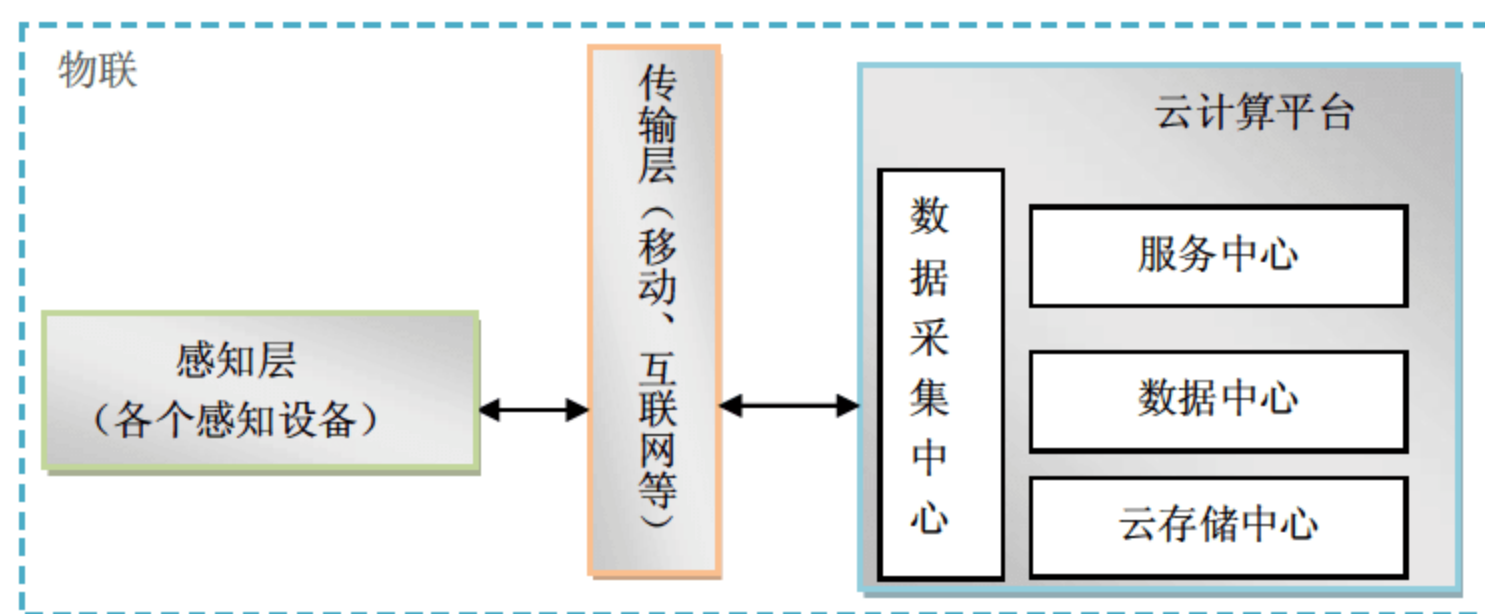 物联
感知层
（各个感知设备）
传输层（移动、互联网等）
云计算平台
数据采集中心
服务中心
数据中心
云存储中心